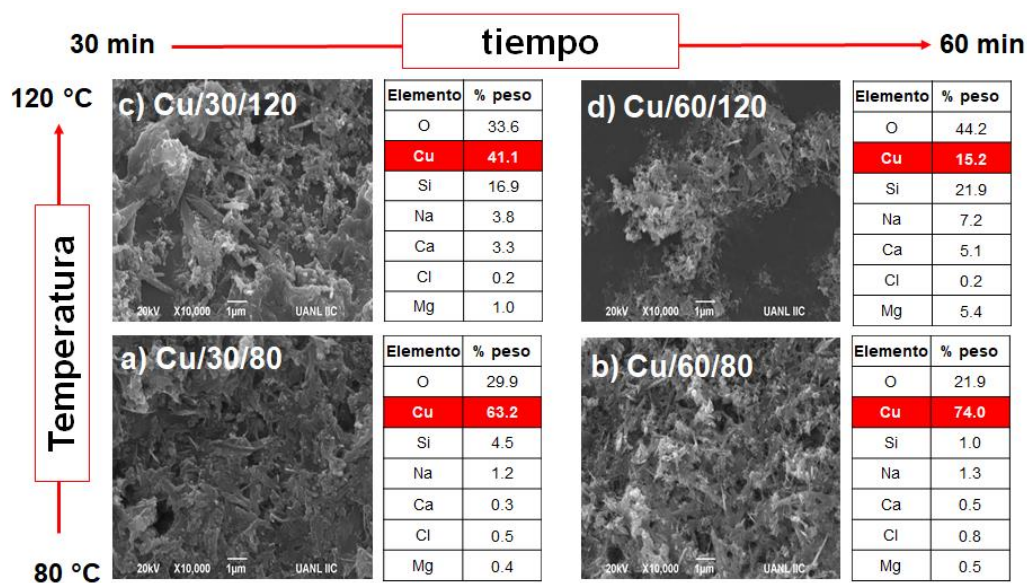 30 min
tiempo
60 min
120 °C
Temperatura
80 °C
c) Cu/30/120
20kV X10,000 1µm UANL IIC
Elemento % peso
O 33.6
Cu 41.1
Si 16.9
Na 3.8
Ca 3.3
Cl 0.2
Mg 1.0
d) Cu/60/120
20kV X10,000 1µm UANL IIC
Elemento % peso
O 44.2
Cu 15.2
Si 21.9
Na 7.2
Ca 5.1
Cl 0.2
Mg 5.4
a) Cu/30/80
20kV X10,000 1µm UANL IIC
Elemento % peso
O 29.9
Cu 63.2
Si 4.5
Na 1.2
Ca 0.3
Cl 0.5
Mg 0.4
b) Cu/60/80
20kV X10,000 1µm UANL IIC
Elemento % peso
O 21.9
Cu 74.0
Si 1.0
Na 1.3
Ca 0.5
Cl 0.8
Mg 0.5